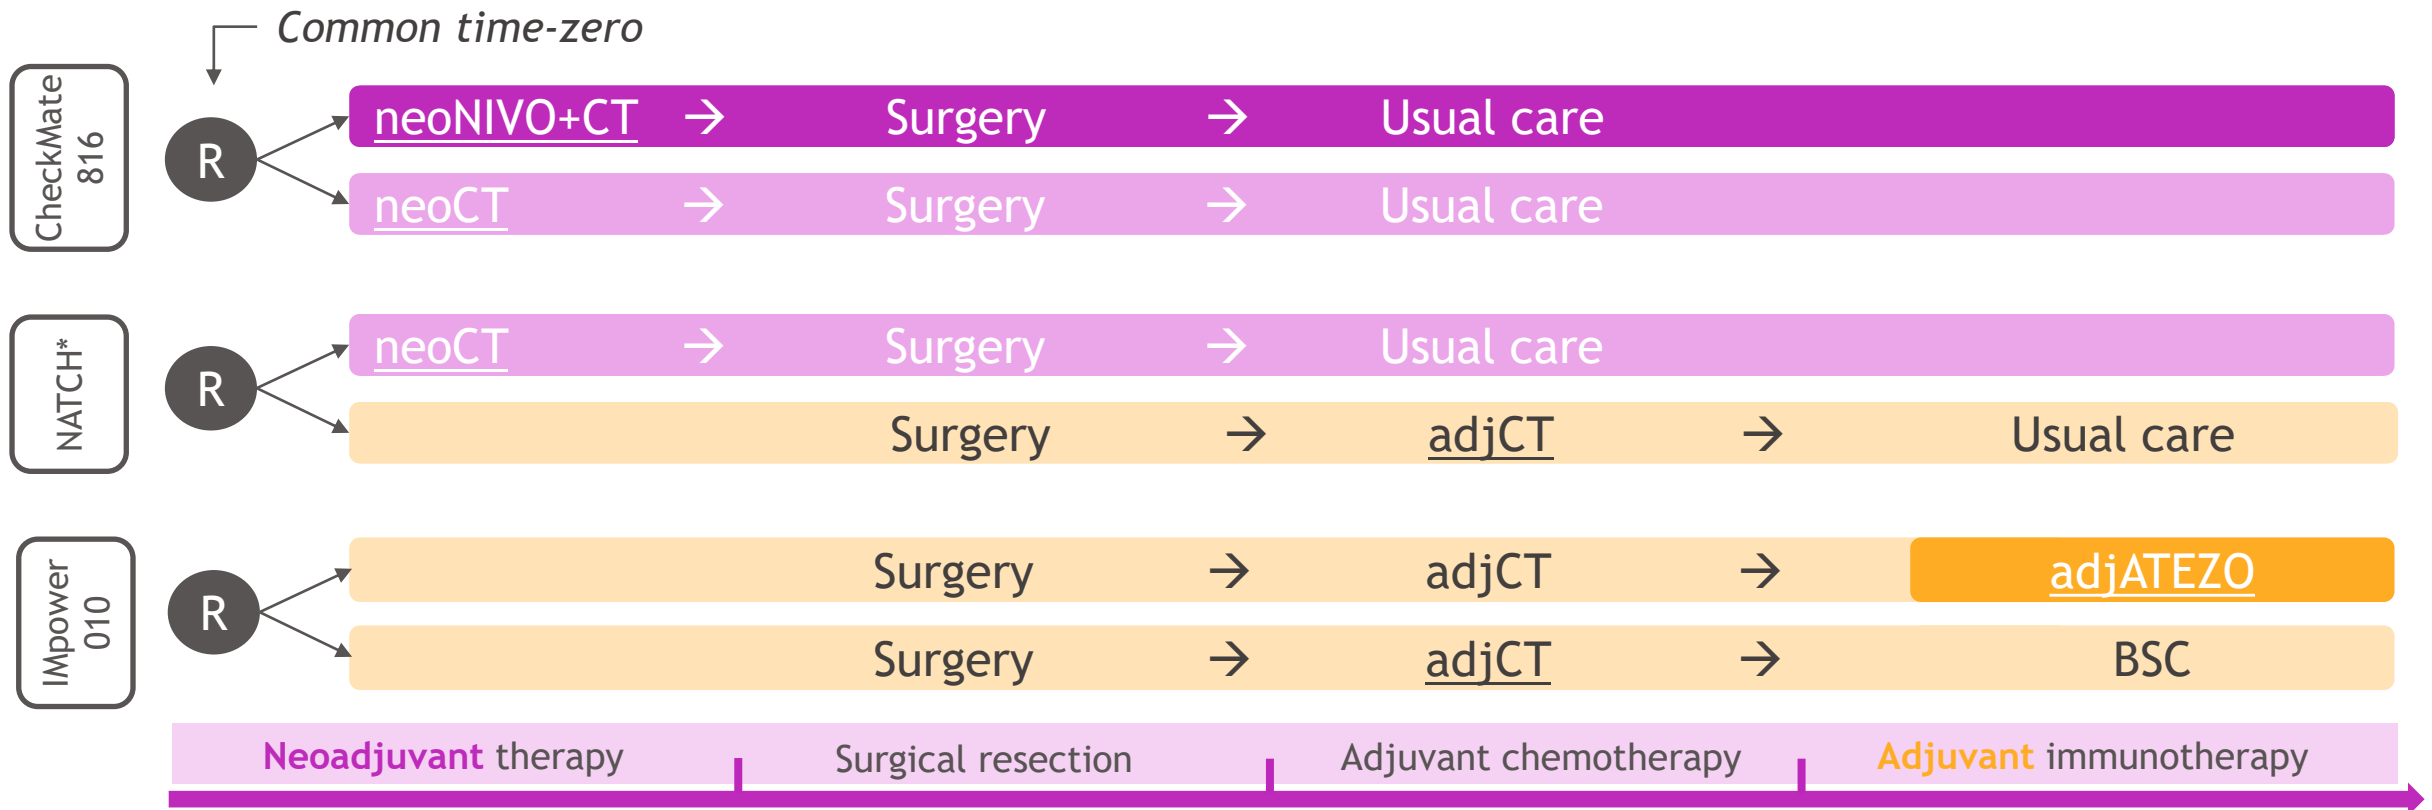 Common time-zero
CheckMate
816
R
neoNIVO+CT → Surgery → Usual care
neoCT → Surgery → Usual care
NATCH*
R
neoCT → Surgery → Usual care
Surgery → adjCT → Usual care
IMpower
010
R
Surgery → adjCT → adjATEZO
Surgery → adjCT → BSC
Neoadjuvant therapy
Surgical resection
Adjuvant chemotherapy
Adjuvant immunotherapy